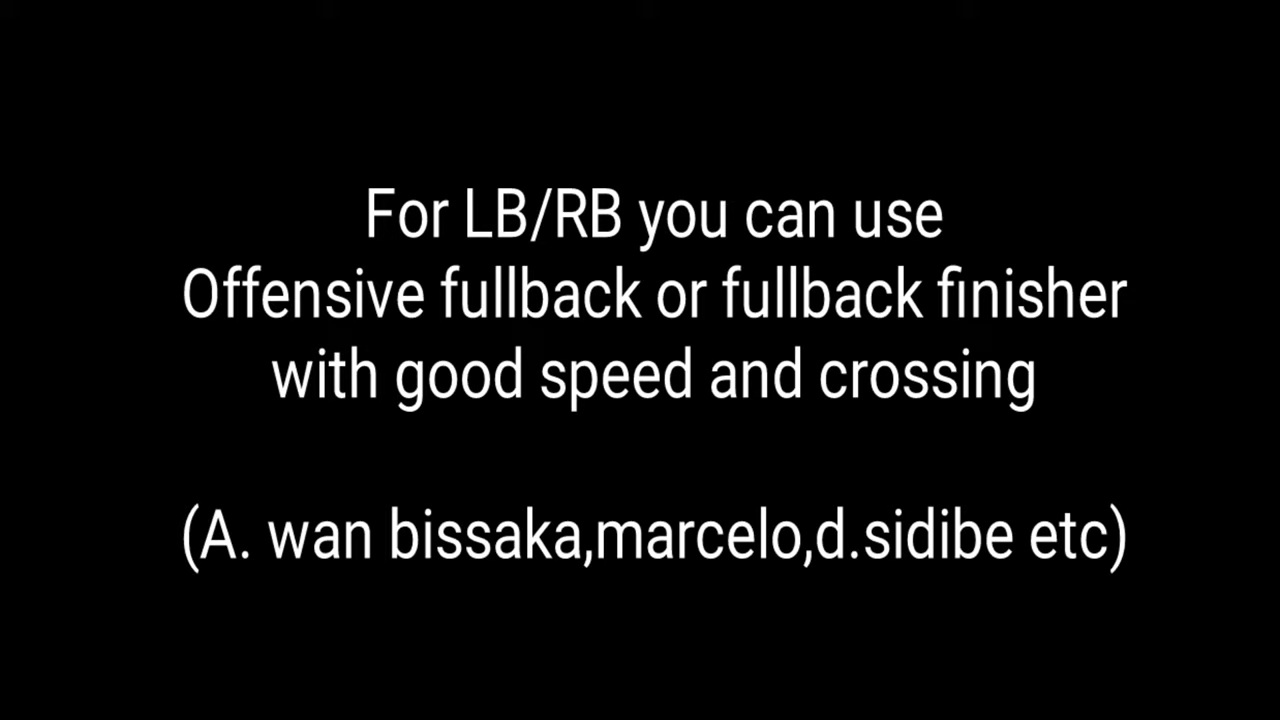 For LB/RB you can use
Offensive fullback or fullback finisher
with good speed and crossing
(A. wan bissaka,marcelo,d.sidibe etc)